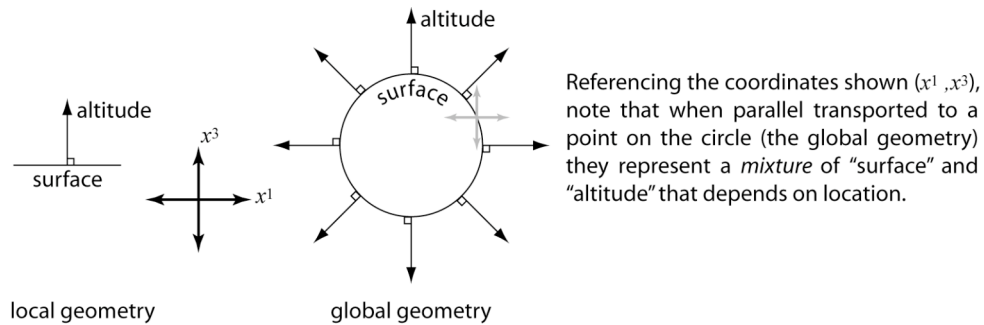 altitude
surface
x³
x¹
local geometry
altitude
surface
global geometry
Referencing the coordinates shown (x¹ ,x³),
note that when parallel transported to a
point on the circle (the global geometry)
they represent a mixture of “surface” and
“altitude” that depends on location.